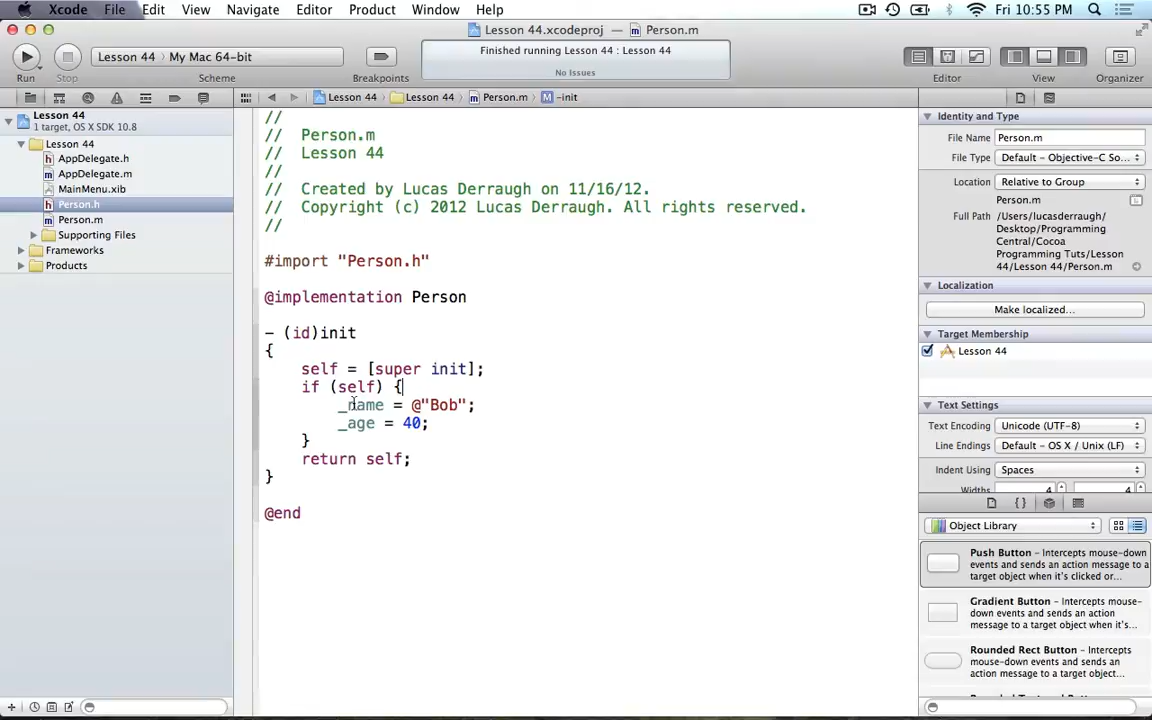 Xcode File Edit View Navigate Editor Product Window Help Fri 10:55 PM
Lesson 44.xcodeproj — Person.m
Lesson 44 〉 My Mac 64-bit
Finished running Lesson 44 : Lesson 44
No Issues
Run Stop Scheme Breakpoints Editor View Organizer
Lesson 44 〉 Lesson 44 〉 Person.m 〉 M -init
Lesson 44
1 target, OS X SDK 10.8
Lesson 44
h AppDelegate.h
m AppDelegate.m
MainMenu.xib
h Person.h
m Person.m
Supporting Files
Frameworks
Products
//
// Person.m
// Lesson 44
//
// Created by Lucas Derraugh on 11/16/12.
// Copyright (c) 2012 Lucas Derraugh. All rights reserved.
//
#import "Person.h"
@implementation Person
- (id)init
{
self = [super init];
if (self) {
_name = @"Bob";
_age = 40;
}
return self;
}
@end
Identity and Type
File Name Person.m
File Type Default - Objective-C So...
Location Relative to Group
Person.m
Full Path /Users/lucasderraugh/
Desktop/Programming
Central/Cocoa
Programming Tuts/Lesson
44/Lesson 44/Person.m
Localization
Make localized...
Target Membership
Lesson 44
Text Settings
Text Encoding Unicode (UTF-8)
Line Endings Default - OS X / Unix (LF)
Indent Using Spaces
Widths 4 4
{}
Object Library
Push Button - Intercepts mouse-down
events and sends an action message to a
target object when it's clicked or...
Gradient Button - Intercepts mouse-
down events and sends an action
message to a target object when it's...
Rounded Rect Button - Intercepts
mouse-down events and sends an
action message to a target object...